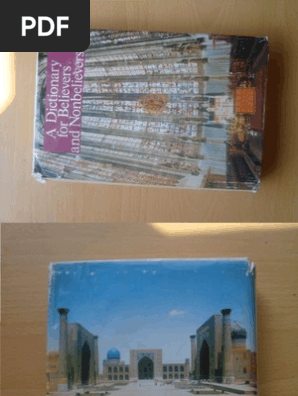 PDF
A Dictionary
for Believers
and Nonbelievers